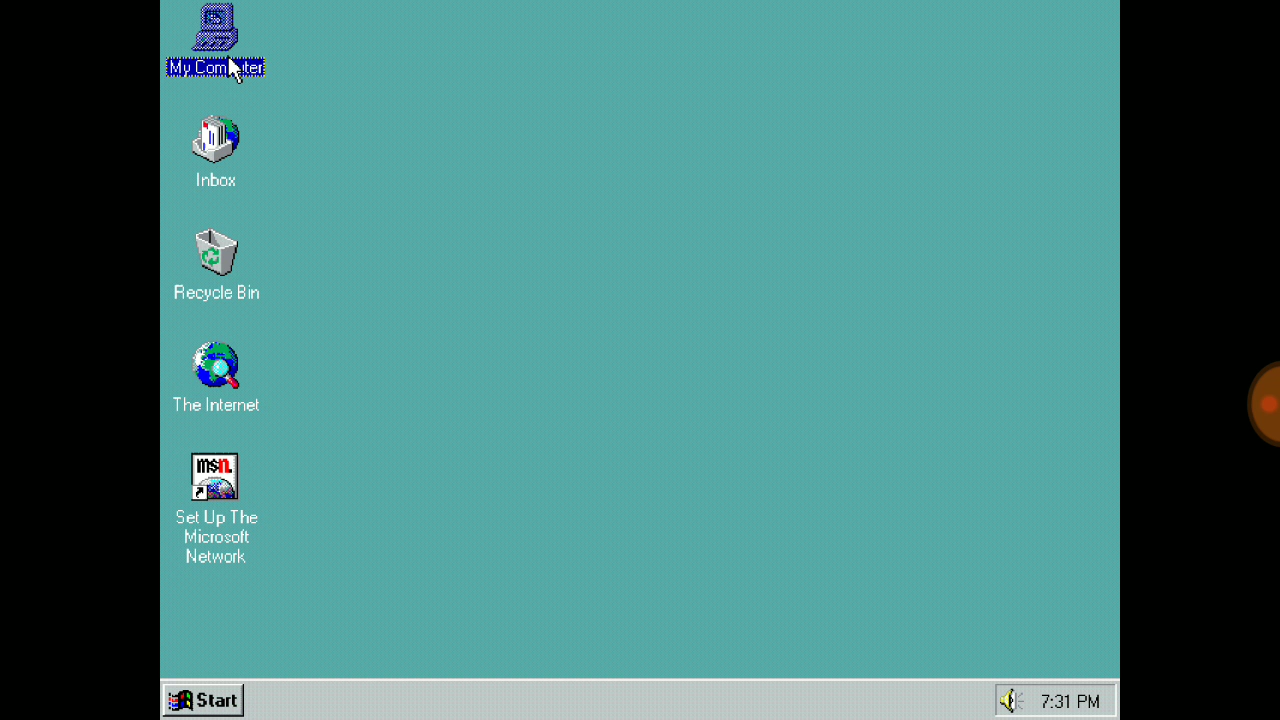 My Computer
Inbox
Recycle Bin
The Internet
msn.
Set Up The
Microsoft
Network
Start
7:31 PM